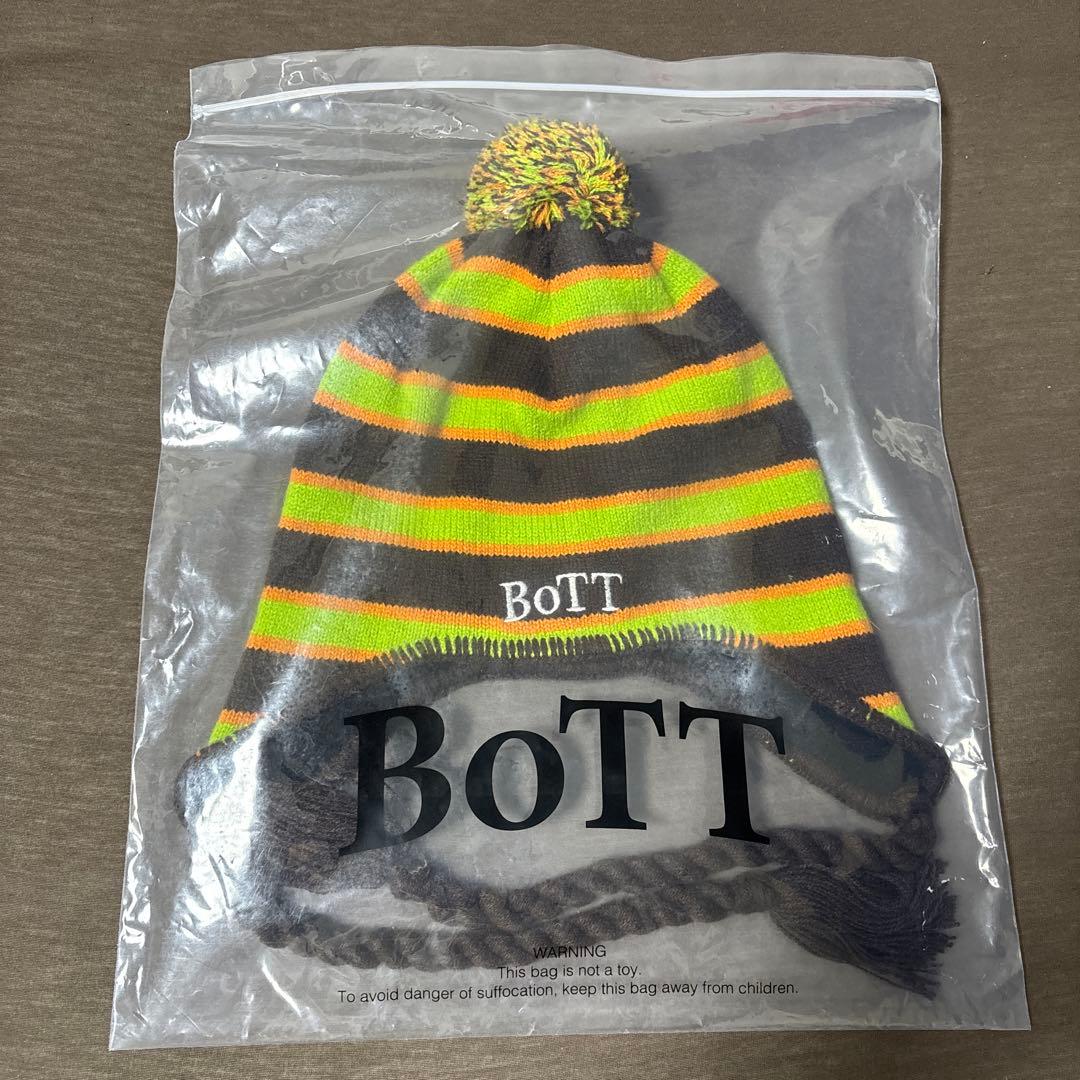 BoTT
BoTT
WARNING
This bag is not a toy.
To avoid danger of suffocation, keep this bag away from children.